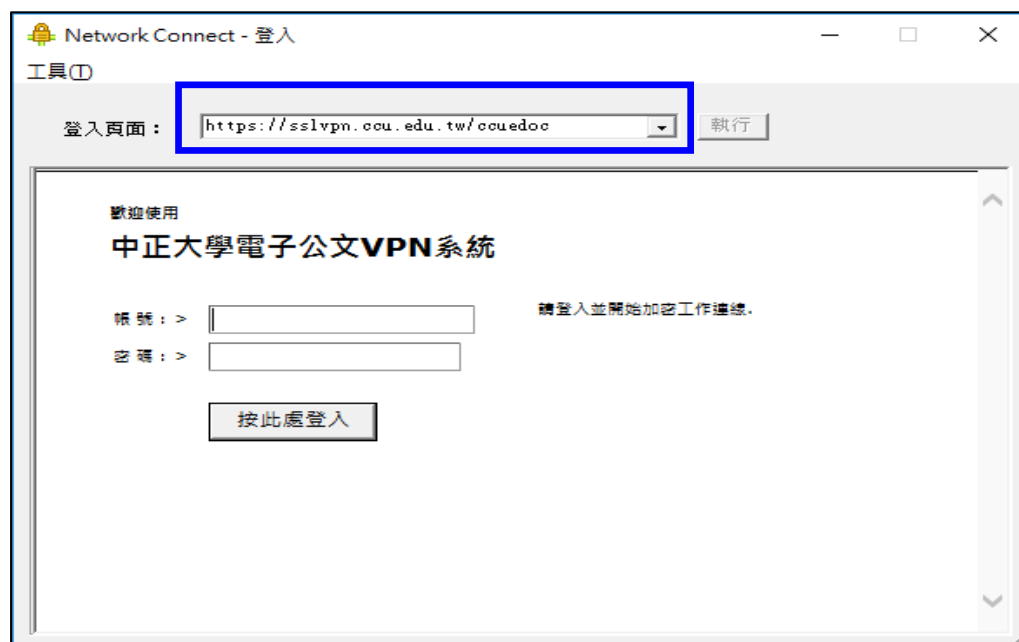 Network Connect - 登入
工具(T)
登入頁面：
https://sslvpn.ccu.edu.tw/ccuedoc
執行
歡迎使用
中正大學電子公文VPN系統
帳號：>
請登入並開始加密工作連線.
密碼：>
按此處登入